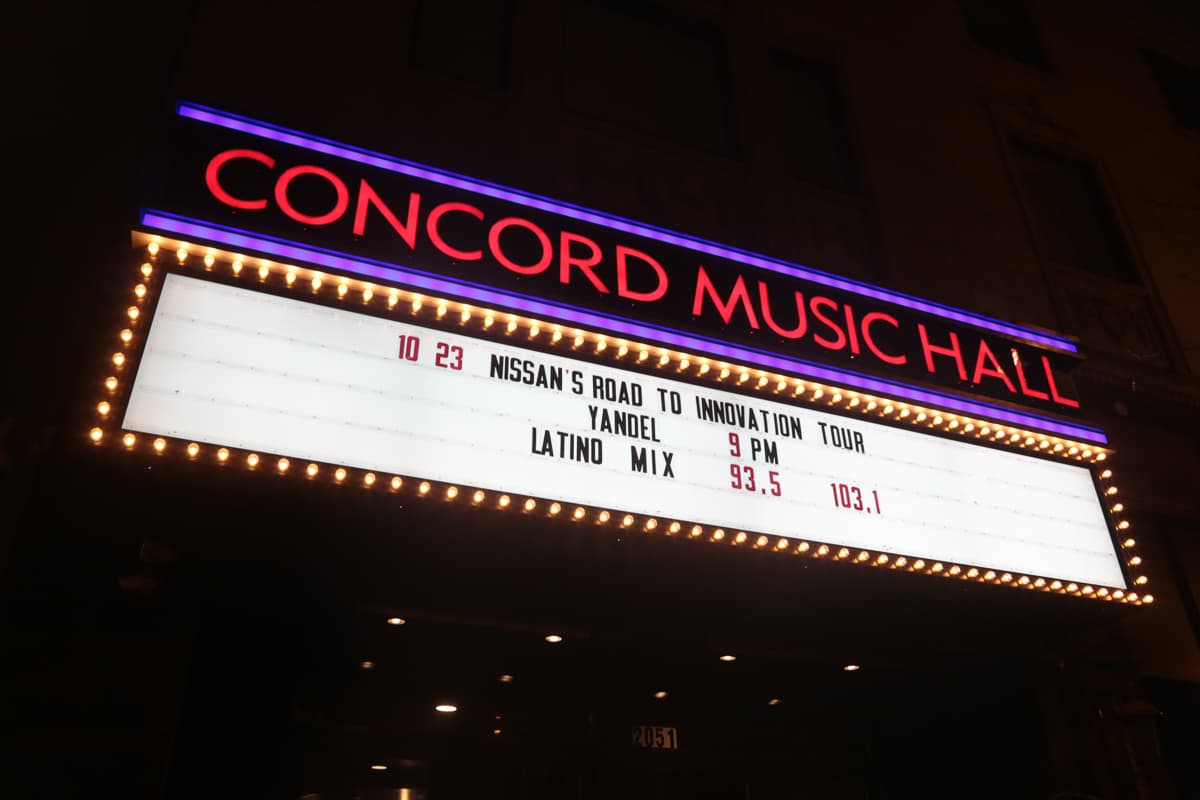 CONCORD MUSIC HALL
10 23 NISSAN'S ROAD TO INNOVATION TOUR
YANDEL 9 PM
LATINO MIX 93.5 103.1
2051